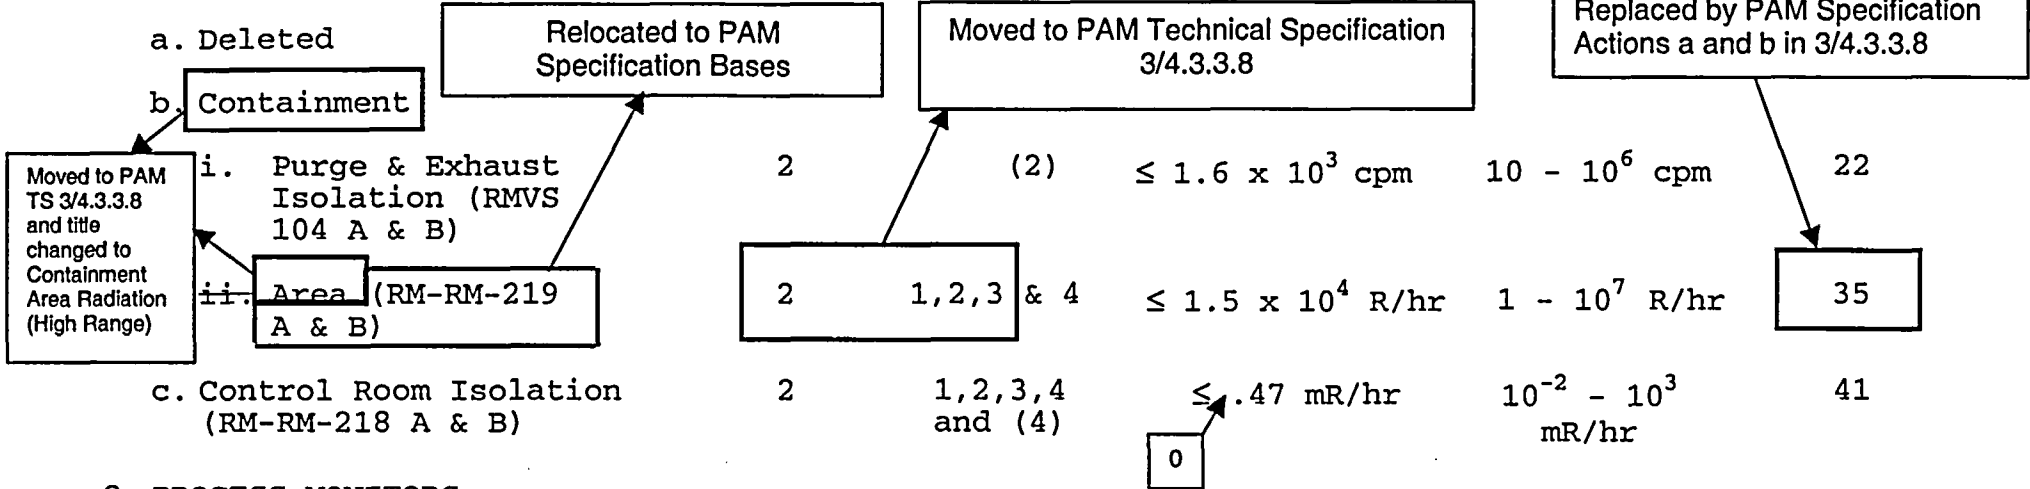 a. Deleted
Relocated to PAM
Specification Bases
Moved to PAM Technical Specification
3/4.3.3.8
Replaced by PAM Specification
Actions a and b in 3/4.3.3.8
b. Containment
Moved to PAM
TS 3/4.3.3.8
and title
changed to
Containment
Area Radiation
(High Range)
i. Purge & Exhaust 2 (2) ≤ 1.6 x 10³ cpm 10 - 10⁶ cpm 22
Isolation (RMVS
104 A & B)
ii. Area (RM-RM-219 2 1,2,3 & 4 ≤ 1.5 x 10⁴ R/hr 1 - 10⁷ R/hr 35
A & B)
c. Control Room Isolation 2 1,2,3,4 ≤ .47 mR/hr 10⁻² - 10³ 41
(RM-RM-218 A & B) and (4) mR/hr
0
PROCESS MONITORS